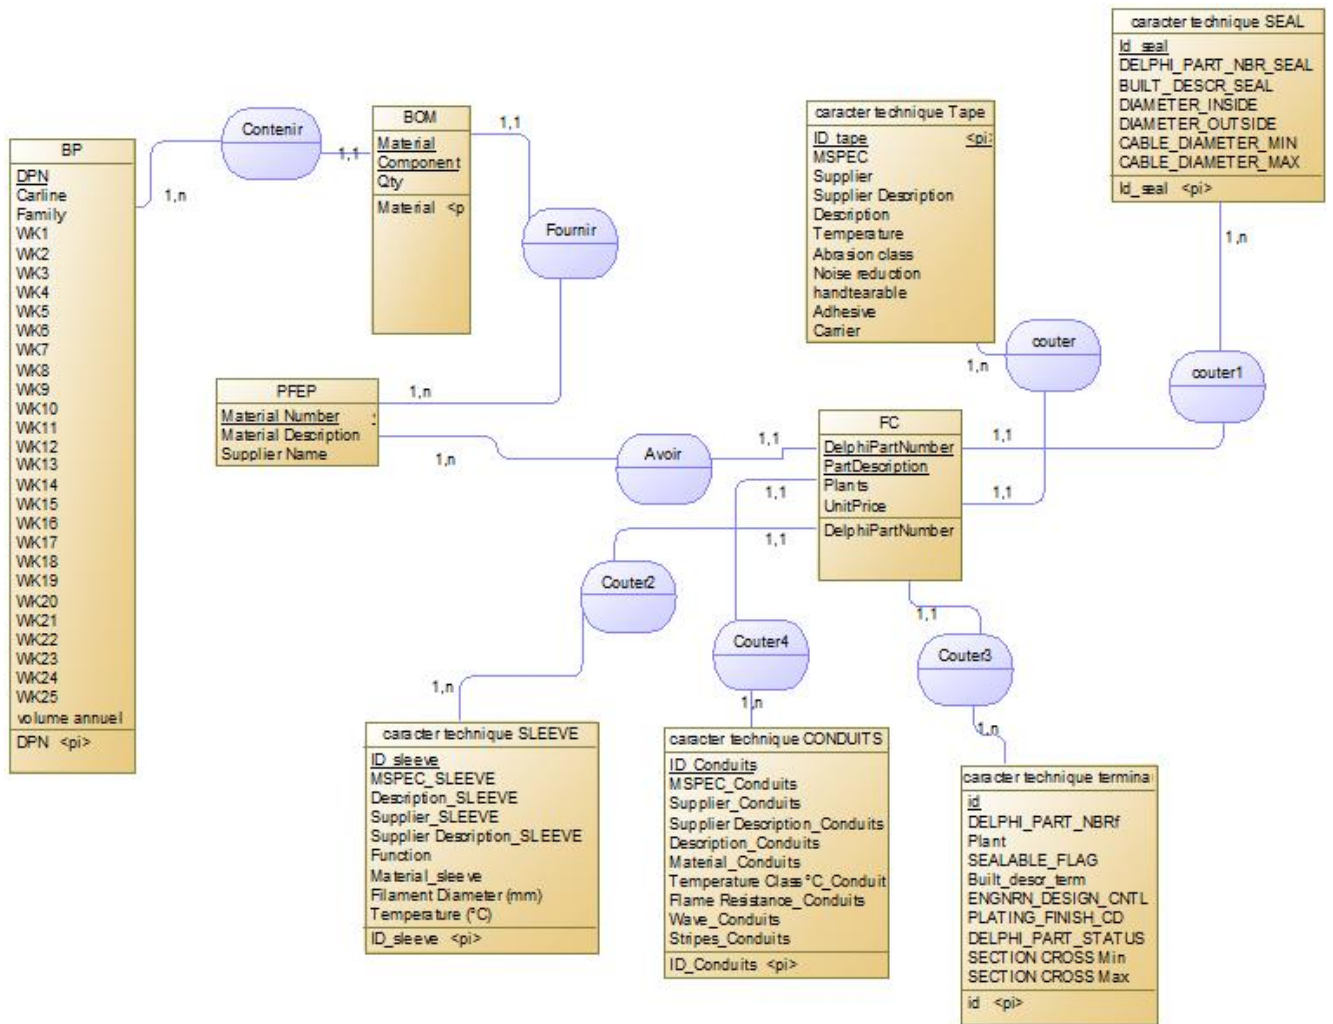 caracter technique SEAL
Id_seal
DELPHI_PART_NBR_SEAL
BUILT_DESCR_SEAL
DIAMETER_INSIDE
DIAMETER_OUTSIDE
CABLE_DIAMETER_MIN
CABLE_DIAMETER_MAX
Id_seal <pi>
1,n
caracter technique Tape
ID_tape <pi>
MSPEC
Supplier
Supplier Description
Description
Temperature
Abrasion class
Noise reduction
handtearable
Adhesive
Carrier
1,n
couter
couter1
BOM
Material
Component
Qty
Material <p
1,1
1,1
Contenir
1,n
Fournir
BP
DPN
Carline
Family
WK1
WK2
WK3
WK4
WK5
WK6
WK7
WK8
WK9
WK10
WK11
WK12
WK13
WK14
WK15
WK16
WK17
WK18
WK19
WK20
WK21
WK22
WK23
WK24
WK25
volume annuel
DPN <pi>
PFEP
Material Number :
Material Description
Supplier Name
1,n
1,n
Avoir
1,1
FC
DelphiPartNumber
PartDescription
Plants
UnitPrice
DelphiPartNumber
1,1
1,1
1,1
1,1
1,1
Couter2
Couter4
Couter3
1,n
1,n
1,n
caracter technique SLEEVE
ID_sleeve
MSPEC_SLEEVE
Description_SLEEVE
Supplier_SLEEVE
Supplier Description_SLEEVE
Function
Material_sleeve
Filament Diameter (mm)
Temperature (°C)
ID_sleeve <pi>
caracter technique CONDUITS
ID_Conduits
MSPEC_Conduits
Supplier_Conduits
Supplier Description_Conduits
Description_Conduits
Material_Conduits
Temperature Class °C_Conduit
Flame Resistance_Conduits
Wave_Conduits
Stripes_Conduits
ID_Conduits <pi>
caracter technique termina
id
DELPHI_PART_NBRf
Plant
SEALABLE_FLAG
Built_descr_term
ENGNRN_DESIGN_CNTL
PLATING_FINISH_CD
DELPHI_PART_STATUS
SECTION CROSS Min
SECTION CROSS Max
id <pi>